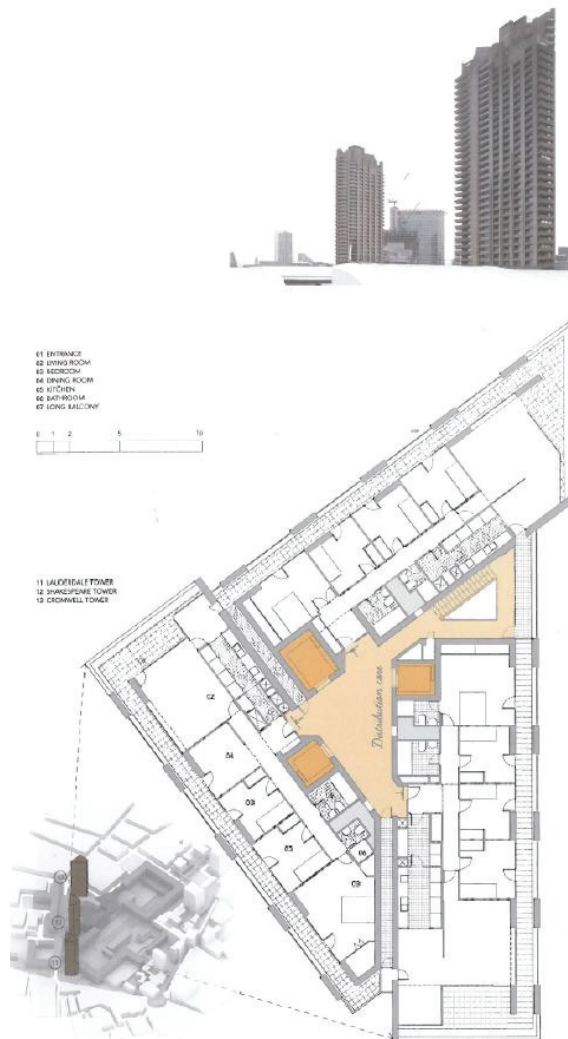 01 ENTRANCE
02 LIVING ROOM
03 BEDROOM
04 DINING ROOM
05 KITCHEN
06 BATHROOM
07 LONG BALCONY
0 1 2 5 10
11 LAUDERDALE TOWER
12 SHAKESPEARE TOWER
13 CROMWELL TOWER
Distribution core
02
04
03
05
06
03